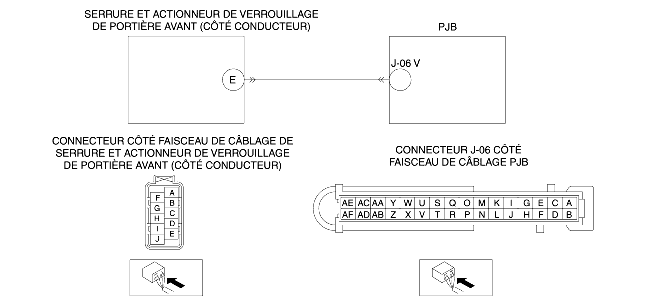 SERRURE ET ACTIONNEUR DE VERROUILLAGE
DE PORTIÈRE AVANT (CÔTÉ CONDUCTEUR)
PJB
E
J-06 V
CONNECTEUR CÔTÉ FAISCEAU DE CÂBLAGE DE
SERRURE ET ACTIONNEUR DE VERROUILLAGE
DE PORTIÈRE AVANT (CÔTÉ CONDUCTEUR)
CONNECTEUR J-06 CÔTÉ
FAISCEAU DE CÂBLAGE PJB
A
F
B
G
C
H
D
I
E
J
AE AC AA Y W U S Q O M K I G E C A
AF AD AB Z X V T R P N L J H F D B